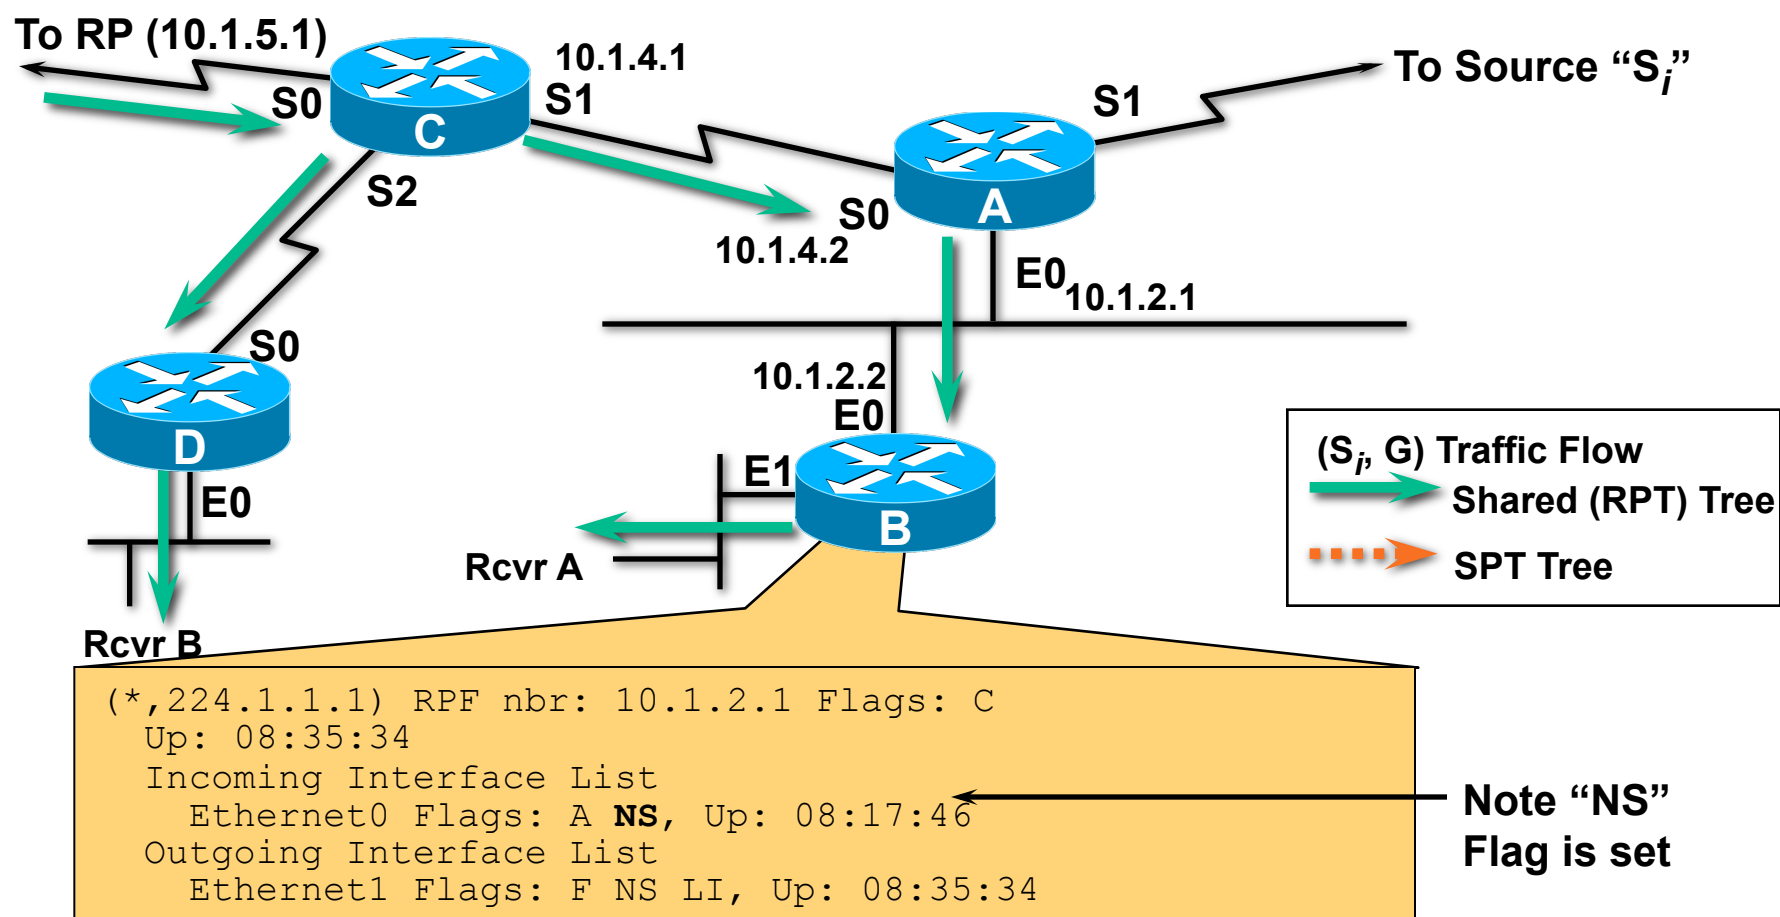 To RP (10.1.5.1)
10.1.4.1
To Source “Si”
S0
S1
S1
C
S2
S0
A
10.1.4.2
E0
10.1.2.1
S0
10.1.2.2
E0
D
E1
B
E0
Rcvr A
Rcvr B
(Si, G) Traffic Flow
Shared (RPT) Tree
SPT Tree
(*,224.1.1.1) RPF nbr: 10.1.2.1 Flags: C
Up: 08:35:34
Incoming Interface List
Ethernet0 Flags: A NS, Up: 08:17:46
Outgoing Interface List
Ethernet1 Flags: F NS LI, Up: 08:35:34
Note “NS”
Flag is set